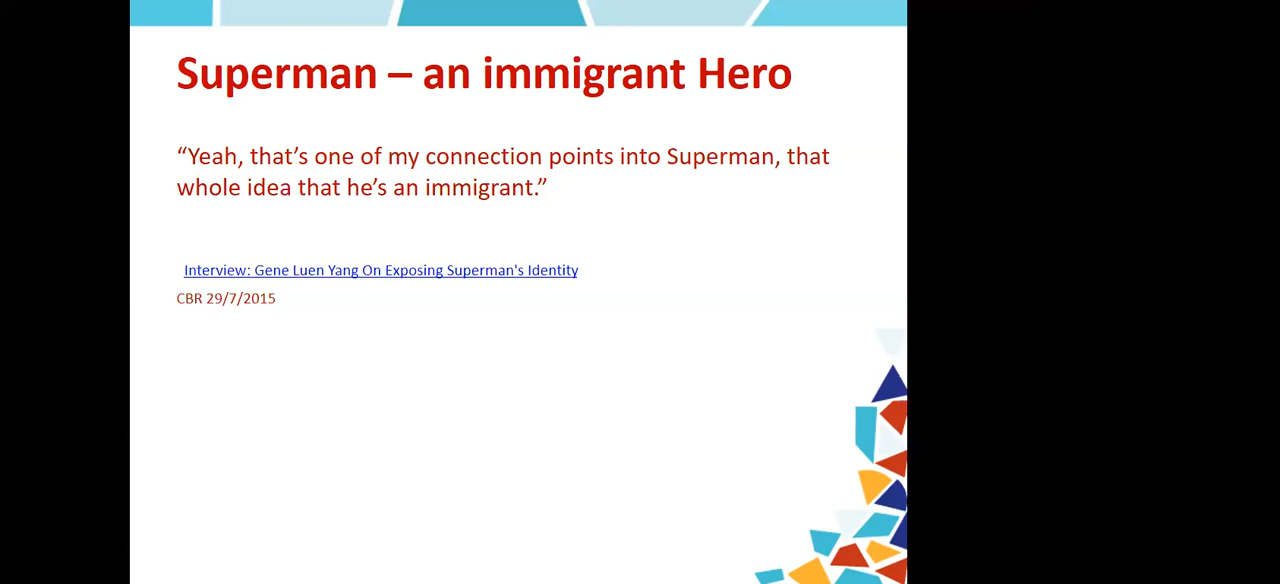 Superman – an immigrant Hero
“Yeah, that’s one of my connection points into Superman, that
whole idea that he’s an immigrant.”
Interview: Gene Luen Yang On Exposing Superman's Identity
CBR 29/7/2015